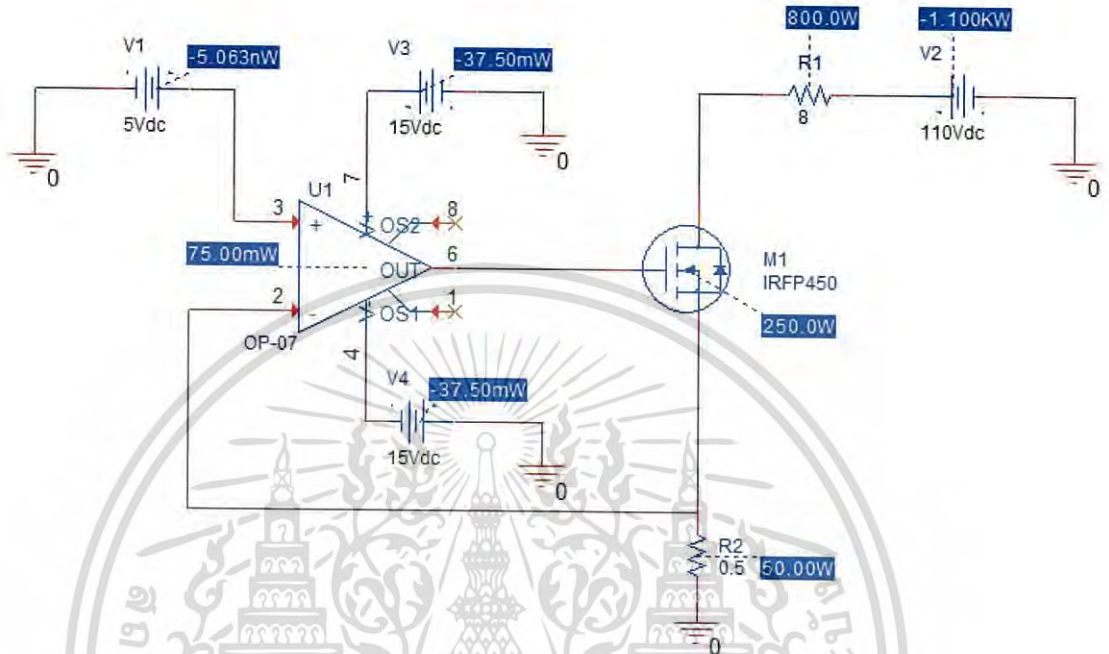 V1
-5.063nW
5Vdc
0
V3
-37.50mW
15Vdc
0
800.0W
R1
8
-1.100KW
V2
110Vdc
0
U1
7
3
+
OS2
8
75.00mW
OUT
6
2
-
OS1
1
OP-07
4
M1
IRFP450
250.0W
V4
-37.50mW
15Vdc
0
R2
0.5
50.00W
0